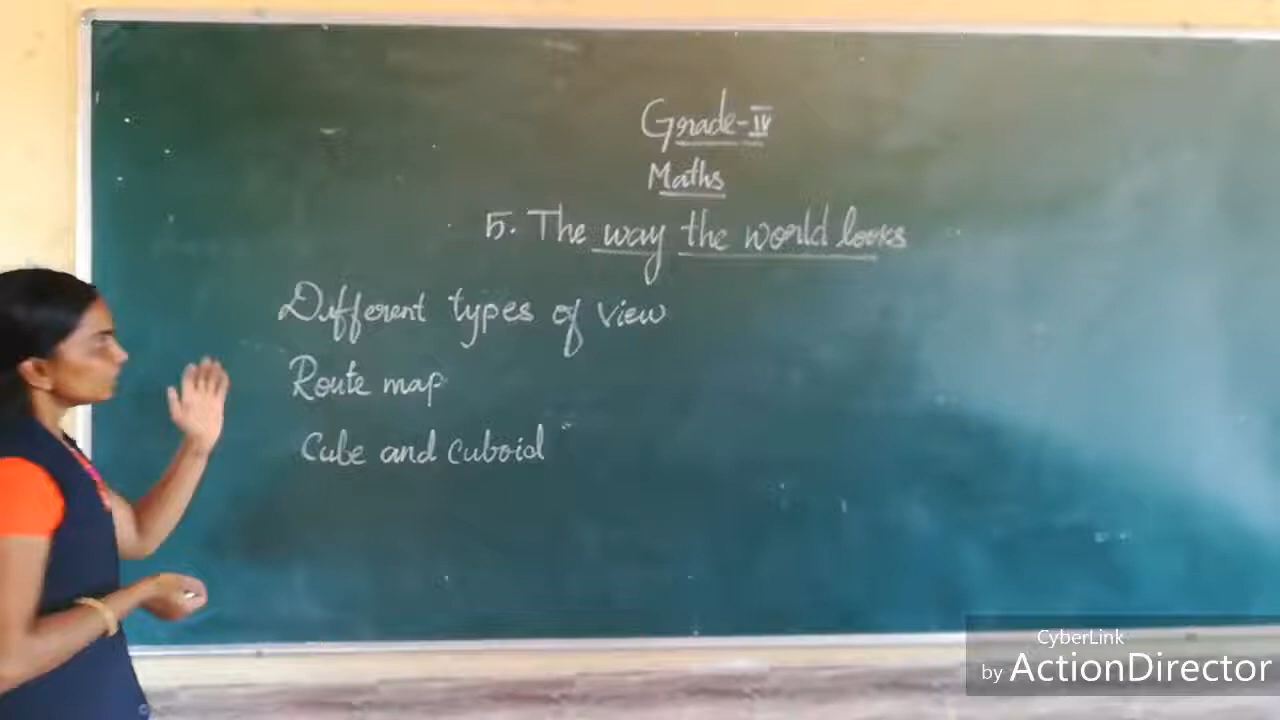 Grade-IV
Maths
5. The way the world looks
Different types of view
Route map
Cube and cuboid
CyberLink
by ActionDirector